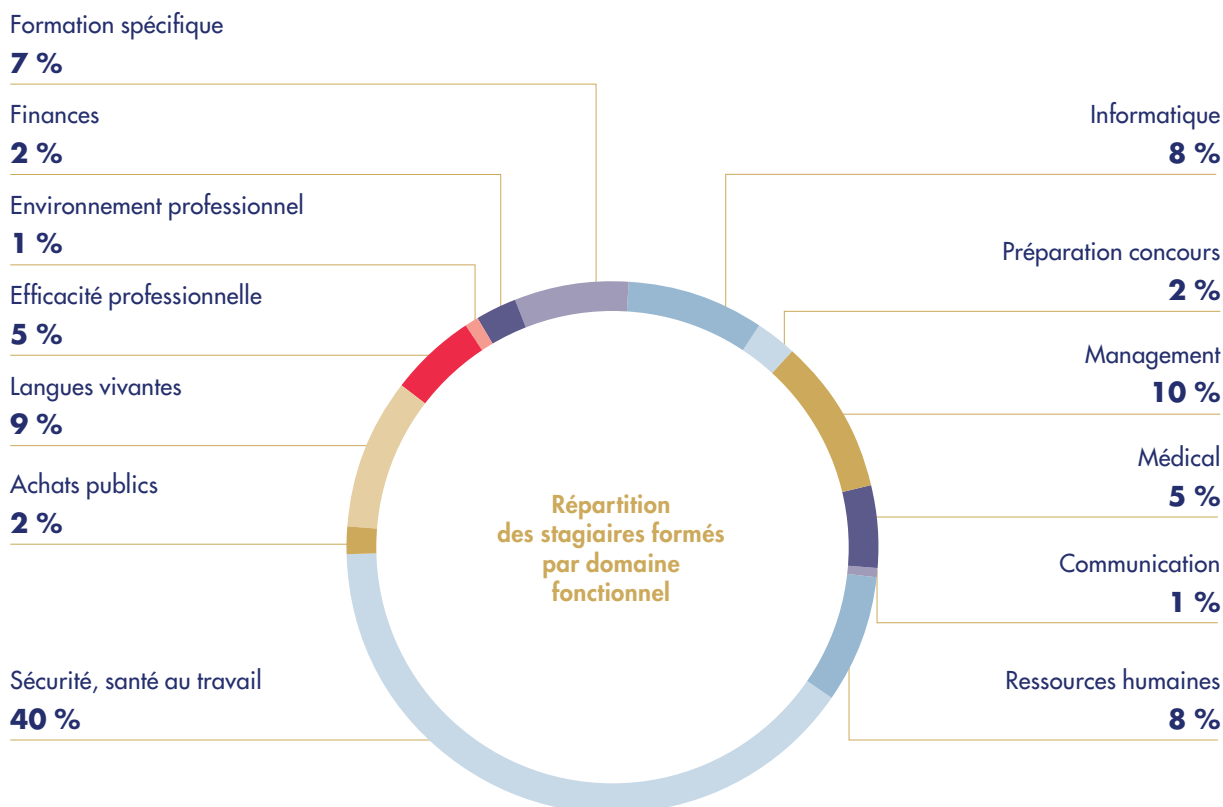 Formation spécifique
7 %
Finances
2 %
Environnement professionnel
1 %
Efficacité professionnelle
5 %
Langues vivantes
9 %
Achats publics
2 %
Sécurité, santé au travail
40 %
Répartition
des stagiaires formés
par domaine
fonctionnel
Informatique
8 %
Préparation concours
2 %
Management
10 %
Médical
5 %
Communication
1 %
Ressources humaines
8 %